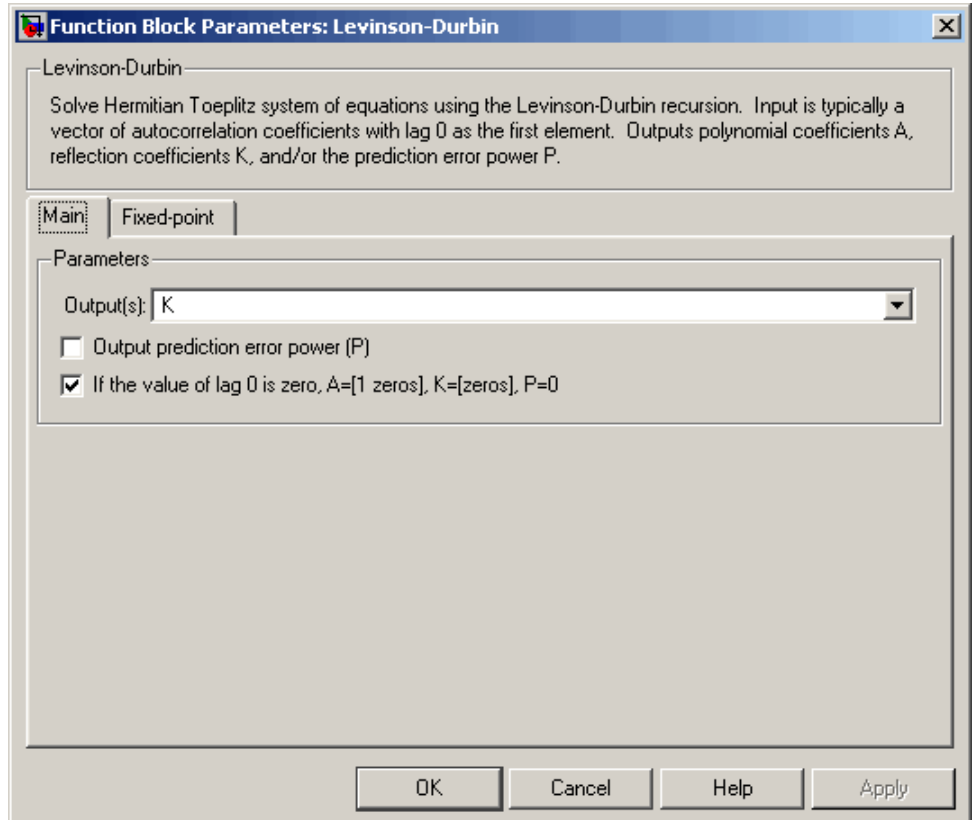 Function Block Parameters: Levinson-Durbin
Levinson-Durbin
Solve Hermitian Toeplitz system of equations using the Levinson-Durbin recursion. Input is typically a
vector of autocorrelation coefficients with lag 0 as the first element. Outputs polynomial coefficients A,
reflection coefficients K, and/or the prediction error power P.
Main Fixed-point
Parameters
Output(s): K
Output prediction error power (P)
If the value of lag 0 is zero, A=[1 zeros], K=[zeros], P=0
OK Cancel Help Apply